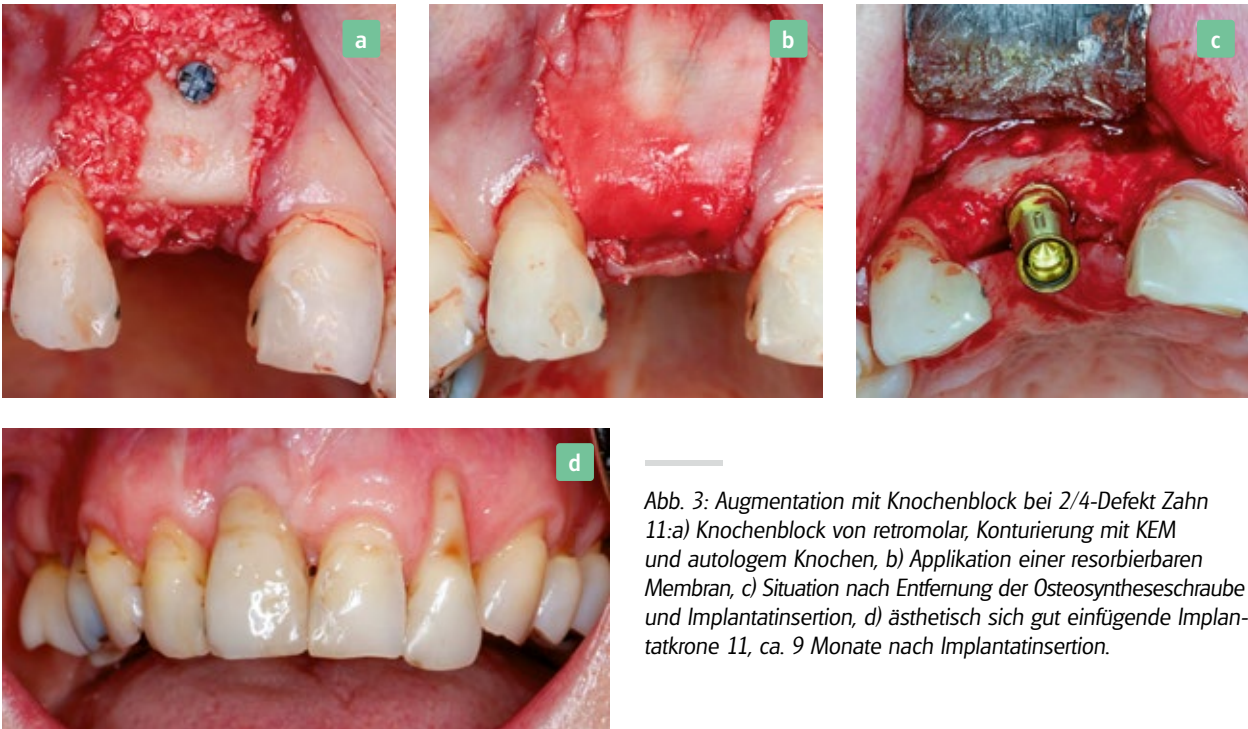 a
b
c
d
Abb. 3: Augmentation mit Knochenblock bei 2/4-Defekt Zahn
11:a) Knochenblock von retromolar, Konturierung mit KEM
und autologem Knochen, b) Applikation einer resorbierbaren
Membran, c) Situation nach Entfernung der Osteosyntheseschraube
und Implantatinsertion, d) ästhetisch sich gut einfügende Implan-
tatkrone 11, ca. 9 Monate nach Implantatinsertion.